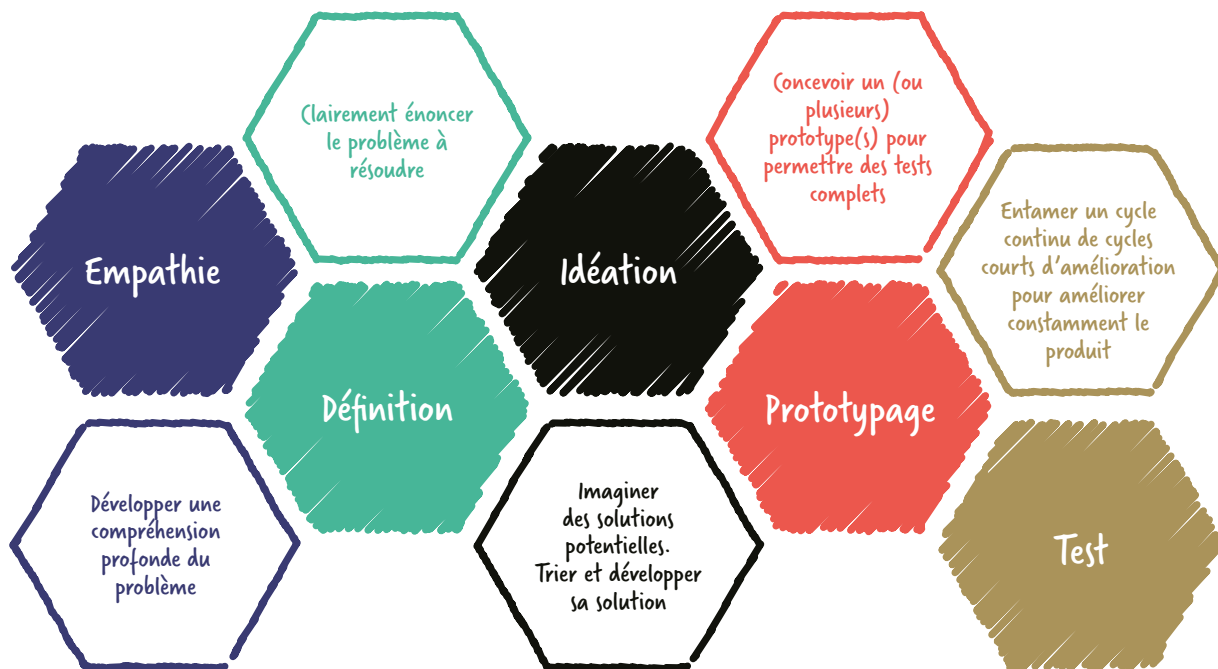 Empathie
Développer une
compréhension
profonde du
problème
Clairement énoncer
le problème à
résoudre
Définition
Idéation
Imaginer
des solutions
potentielles.
Trier et développer
sa solution
Concevoir un (ou
plusieurs)
prototype(s) pour
permettre des tests
complets
Prototypage
Entamer un cycle
continu de cycles
courts d'amélioration
pour améliorer
constamment le
produit
Test